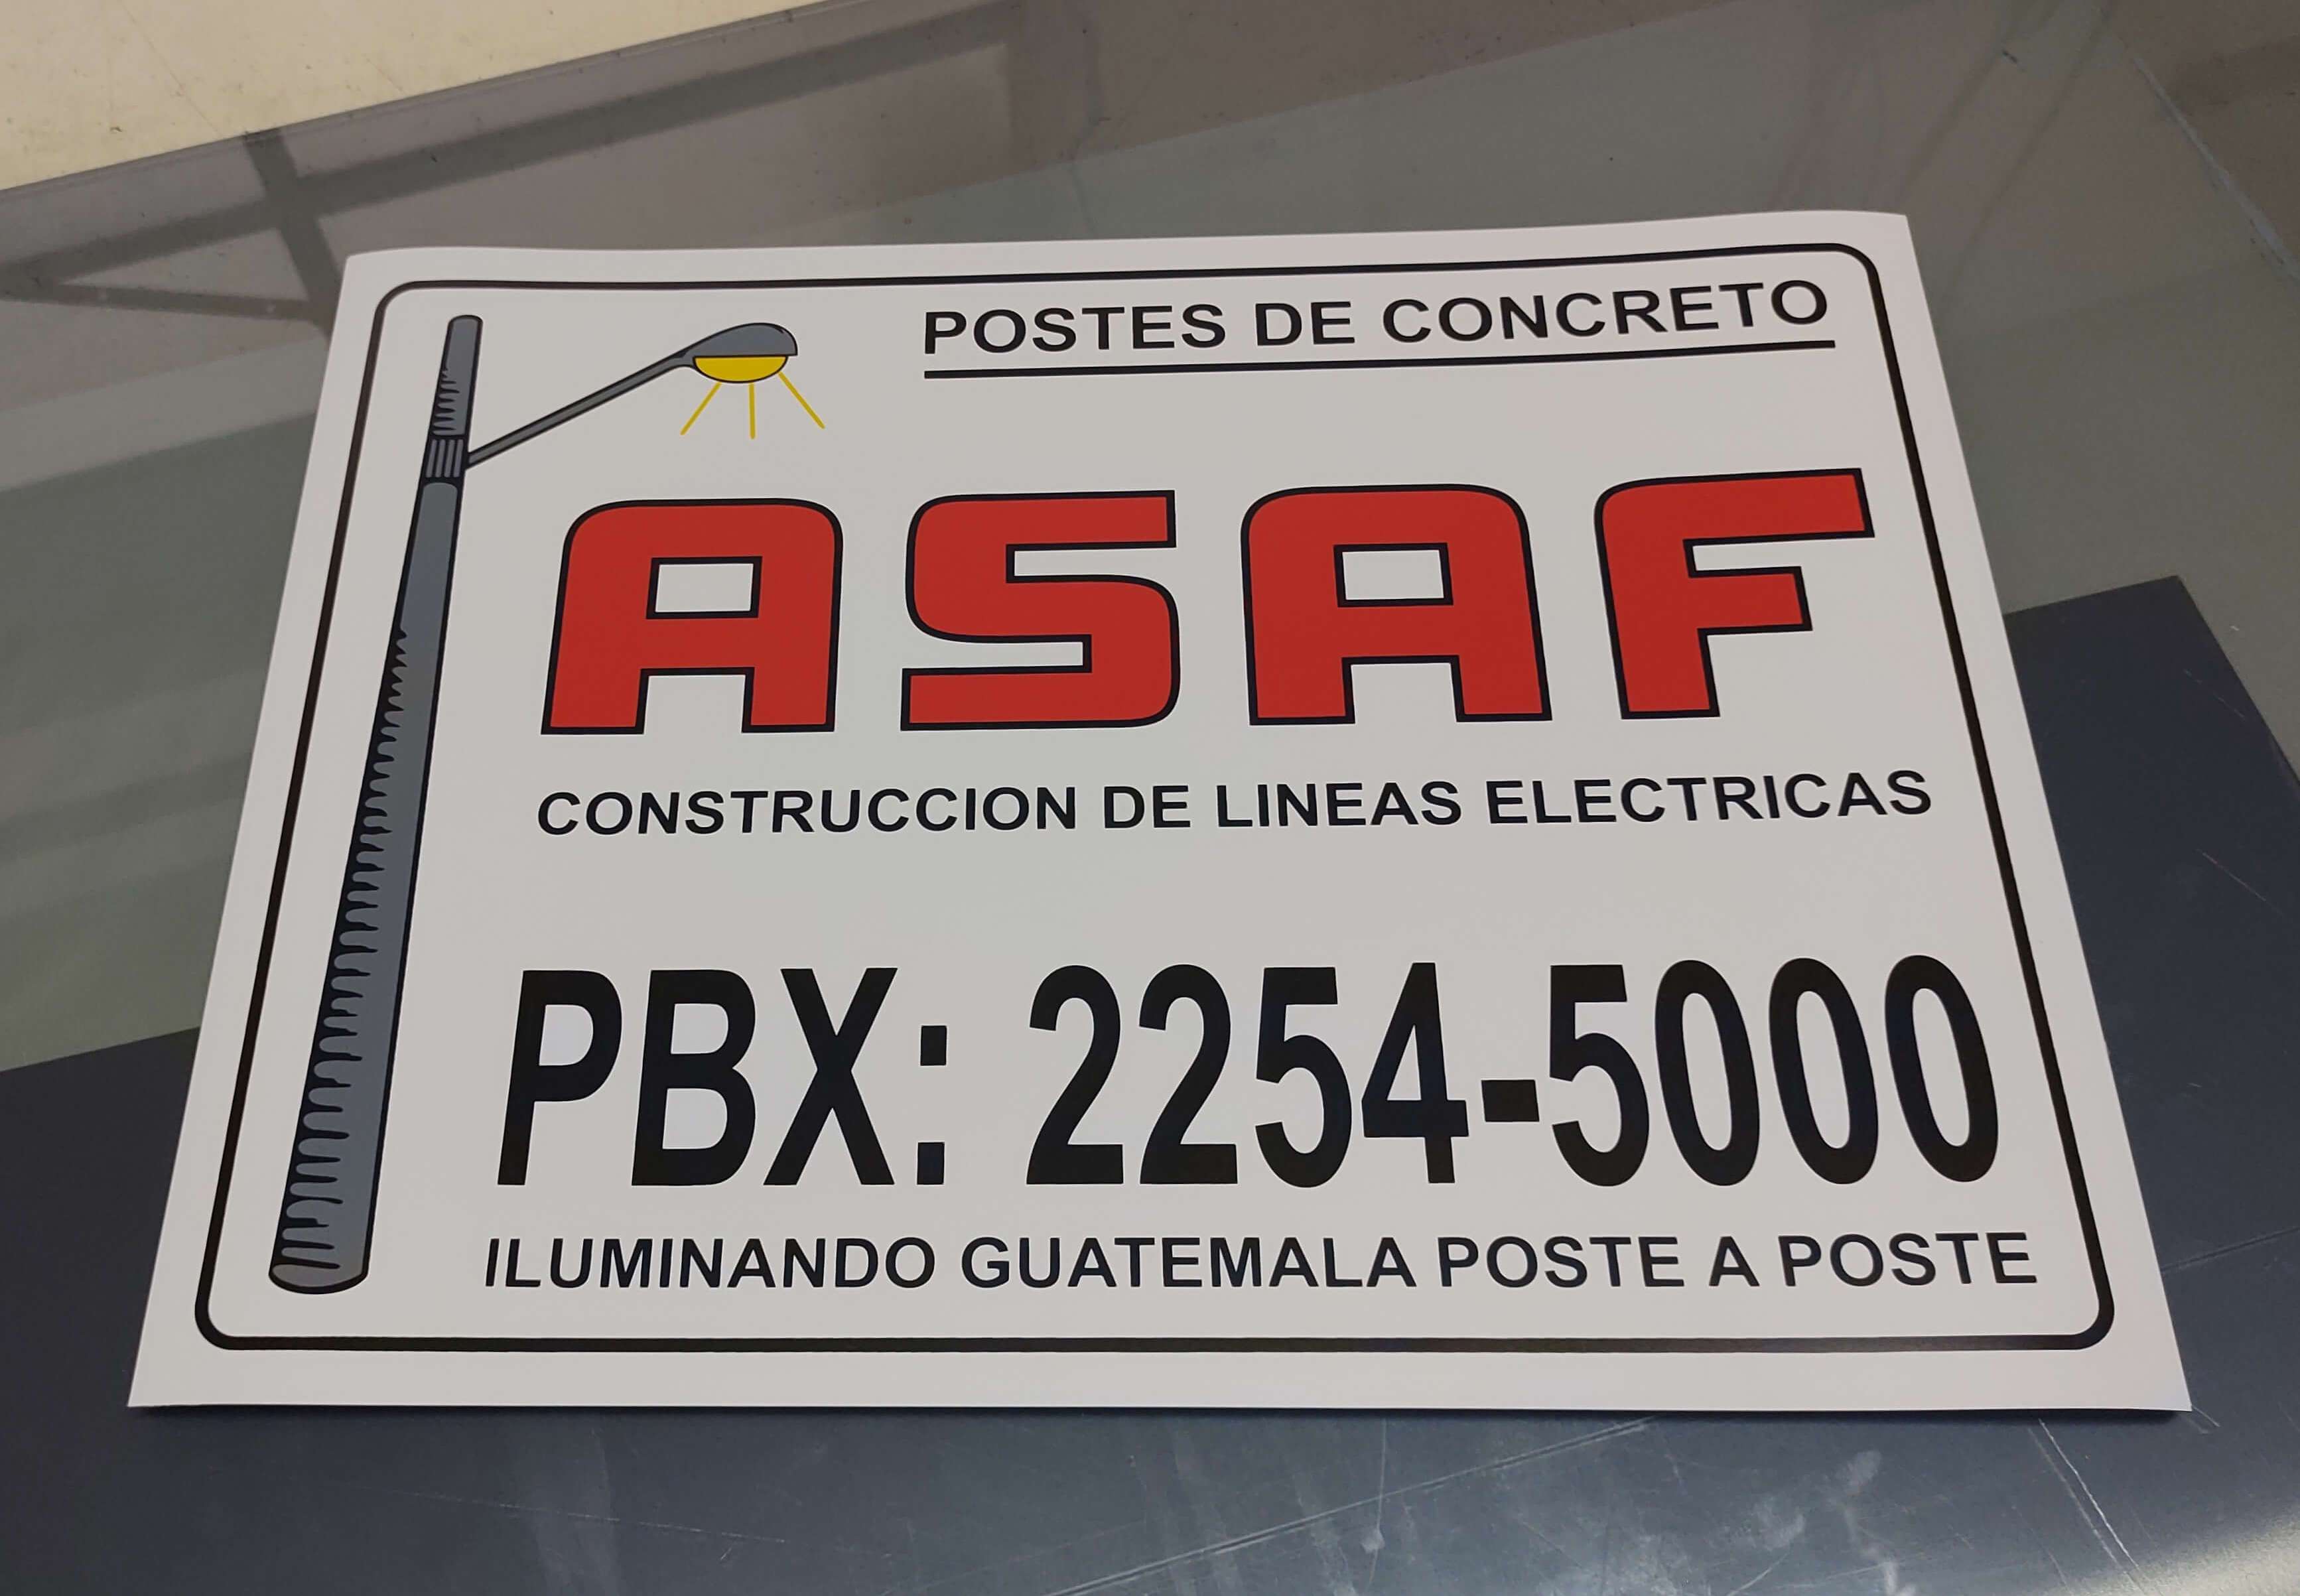 POSTES DE CONCRETO
ASAF
CONSTRUCCION DE LINEAS ELECTRICAS
PBX: 2254-5000
ILUMINANDO GUATEMALA POSTE A POSTE